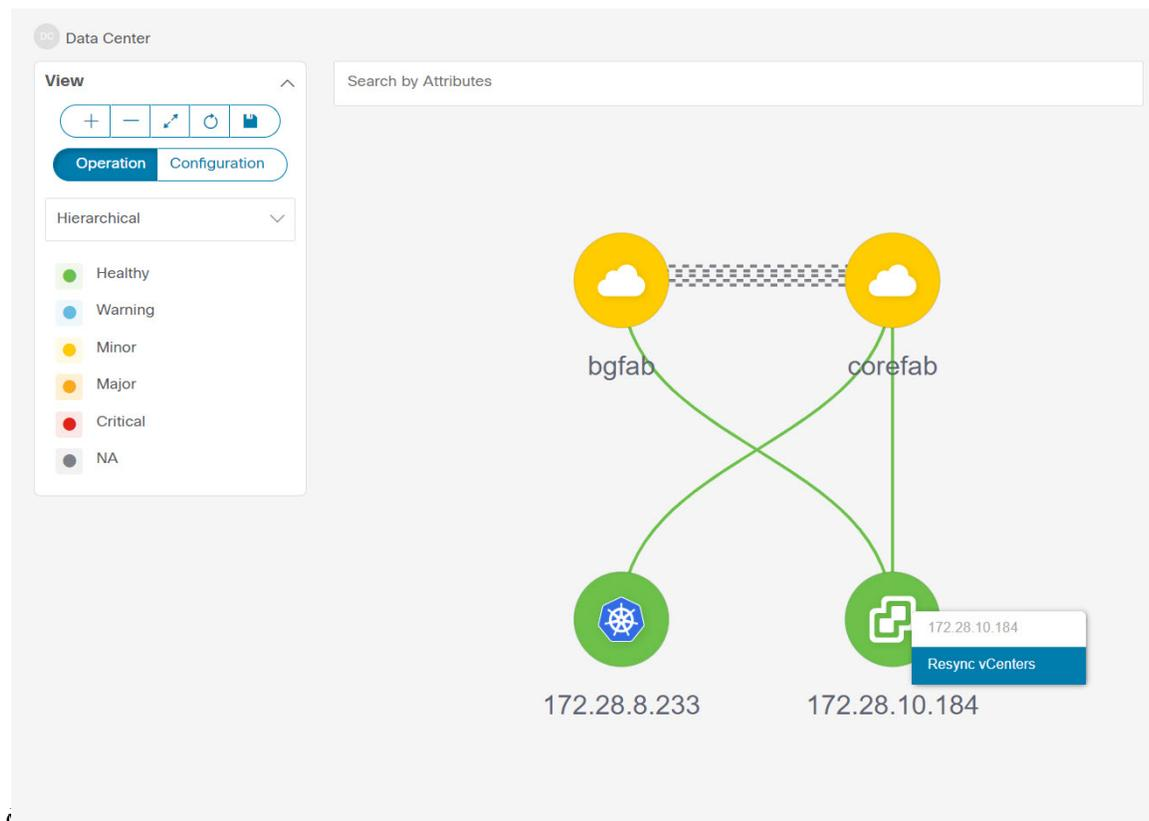 DC Data Center
View
Search by Attributes
Operation Configuration
Hierarchical
Healthy
Warning
Minor
Major
Critical
NA
bgfab
corefab
172.28.10.184
Resync vCenters
172.28.8.233
172.28.10.184